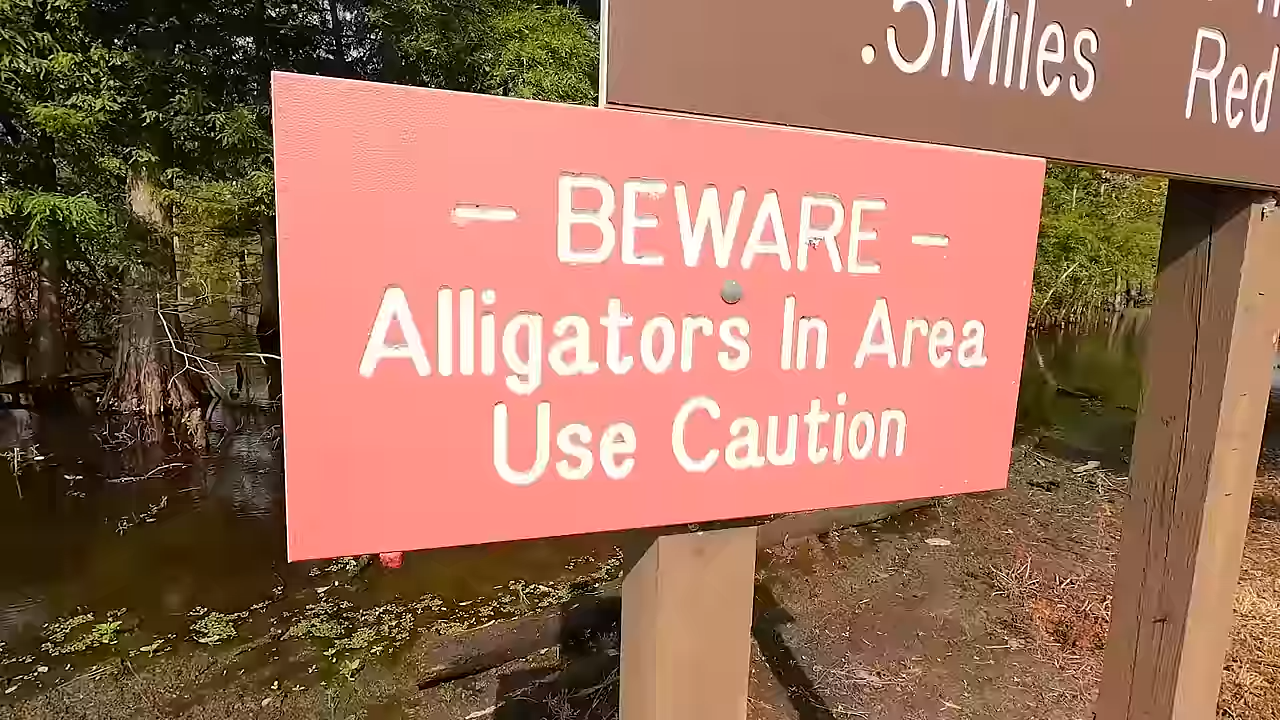 .5Miles Red
- BEWARE -
Alligators In Area
Use Caution